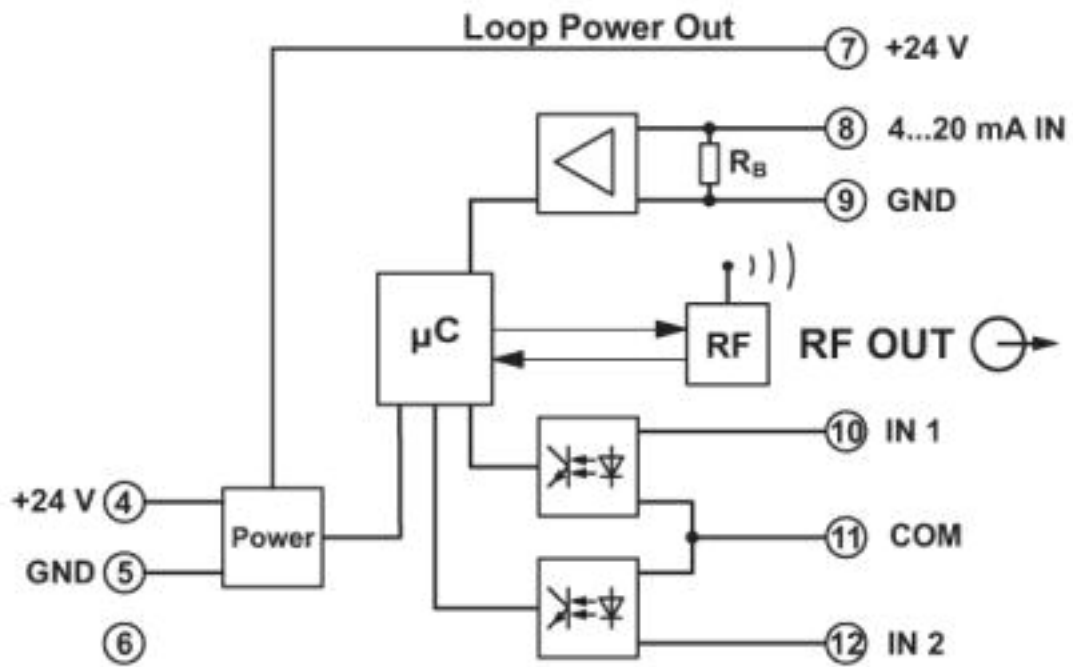 Loop Power Out
7 +24 V
8 4...20 mA IN
RB
9 GND
µC
RF
RF OUT
10 IN 1
+24 V 4
Power
11 COM
GND 5
6
12 IN 2